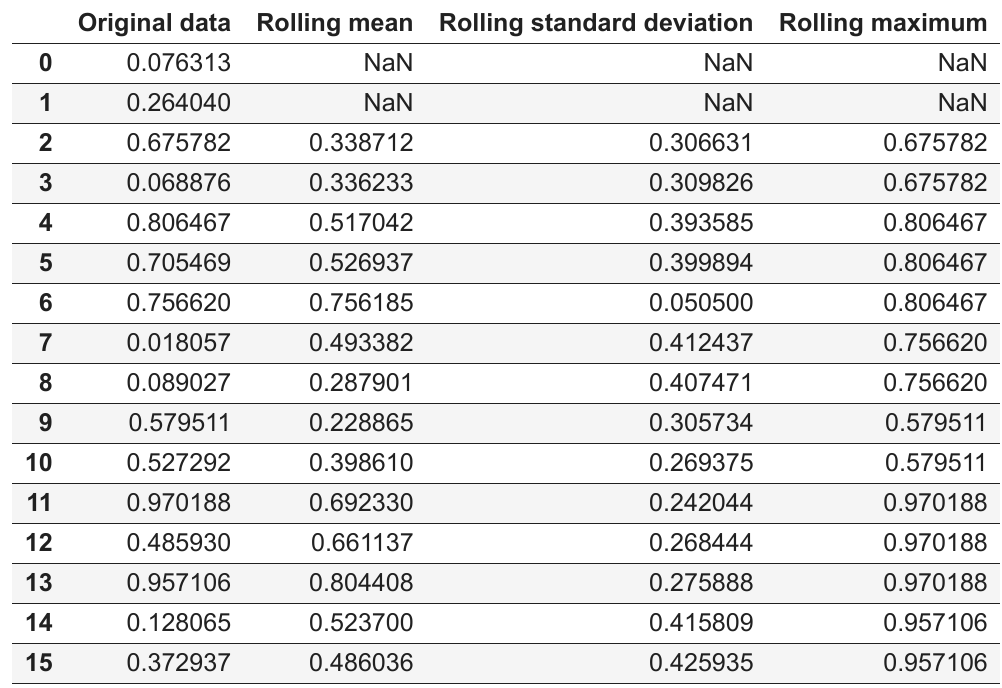 Original data Rolling mean Rolling standard deviation Rolling maximum
0 0.076313 NaN NaN NaN
1 0.264040 NaN NaN NaN
2 0.675782 0.338712 0.306631 0.675782
3 0.068876 0.336233 0.309826 0.675782
4 0.806467 0.517042 0.393585 0.806467
5 0.705469 0.526937 0.399894 0.806467
6 0.756620 0.756185 0.050500 0.806467
7 0.018057 0.493382 0.412437 0.756620
8 0.089027 0.287901 0.407471 0.756620
9 0.579511 0.228865 0.305734 0.579511
10 0.527292 0.398610 0.269375 0.579511
11 0.970188 0.692330 0.242044 0.970188
12 0.485930 0.661137 0.268444 0.970188
13 0.957106 0.804408 0.275888 0.970188
14 0.128065 0.523700 0.415809 0.957106
15 0.372937 0.486036 0.425935 0.957106